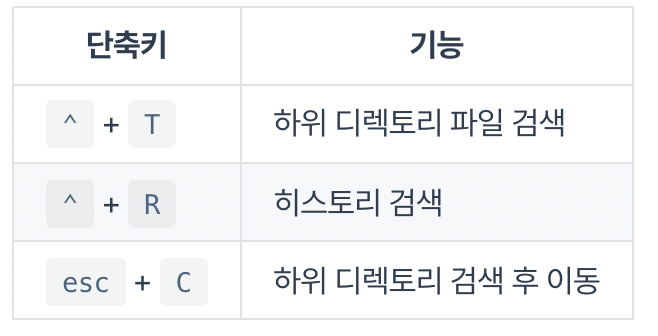 단축키 기능
^ + T 하위 디렉토리 파일 검색
^ + R 히스토리 검색
esc + C 하위 디렉토리 검색 후 이동